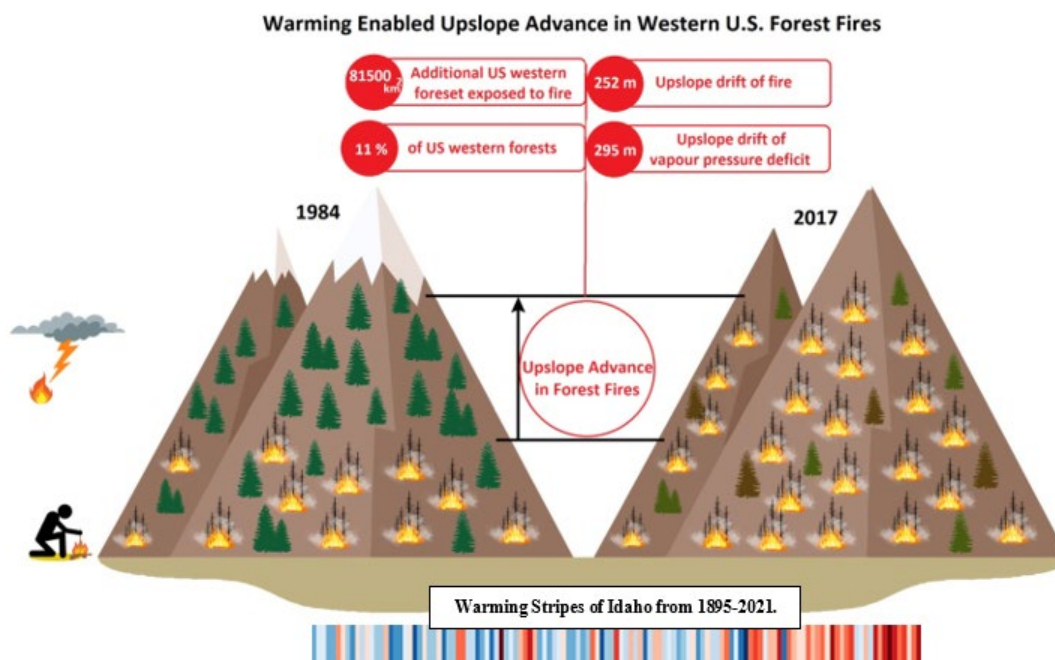 Warming Enabled Upslope Advance in Western U.S. Forest Fires
81500
km2
Additional US western
foreset exposed to fire
252 m
Upslope drift of fire
11 %
of US western forests
295 m
Upslope drift of
vapour pressure deficit
1984
2017
Upslope Advance
in Forest Fires
Warming Stripes of Idaho from 1895-2021.